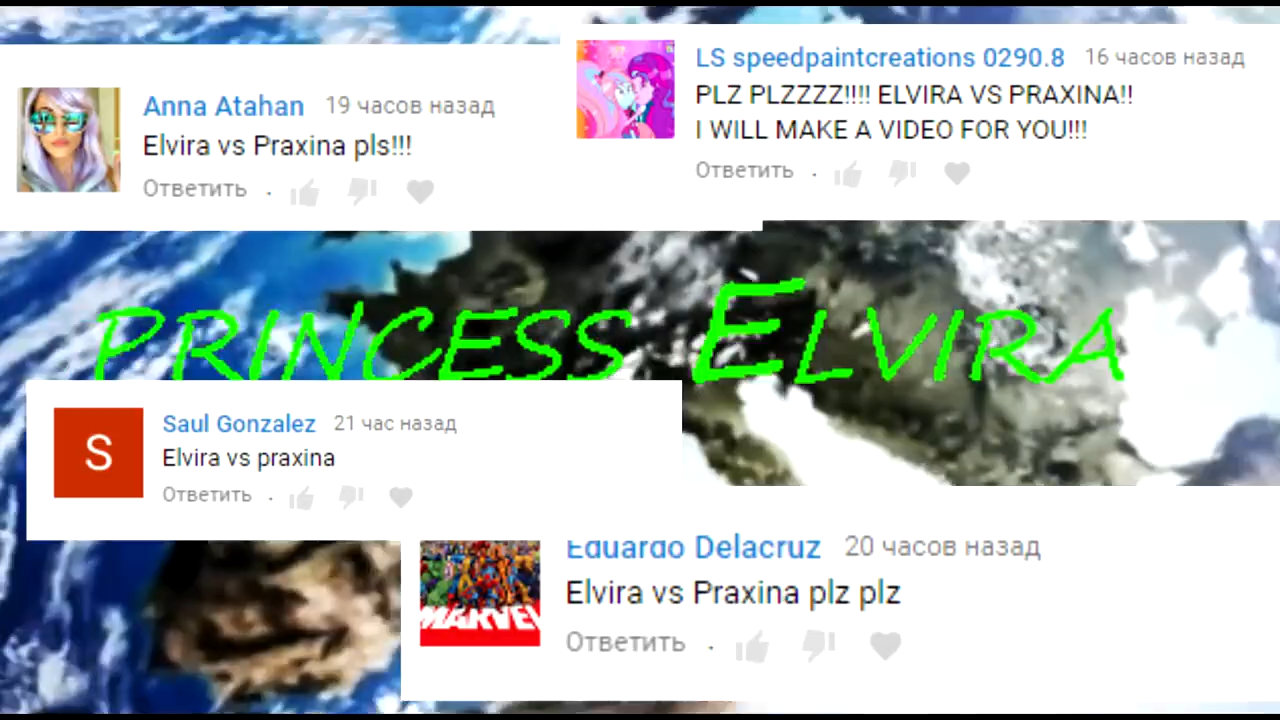 Anna Atahan 19 часов назад
Elvira vs Praxina pls!!!
Ответить
LS speedpaintcreations 0290.8 16 часов назад
PLZ PLZZZZ!!!! ELVIRA VS PRAXINA!!
I WILL MAKE A VIDEO FOR YOU!!!
Ответить
PRINCESS ELVIRA
S
Saul Gonzalez 21 час назад
Elvira vs praxina
Ответить
Eduardo Delacruz 20 часов назад
Elvira vs Praxina plz plz
MARVEL
Ответить